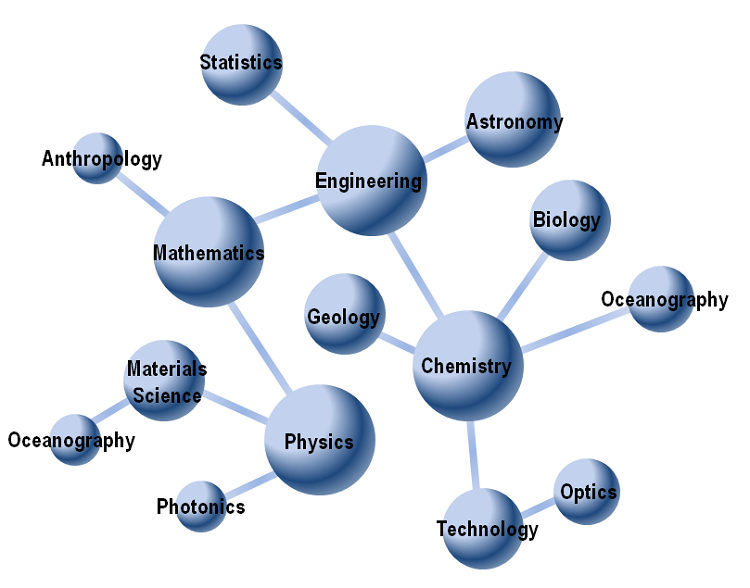 Statistics
Astronomy
Anthropology
Engineering
Biology
Mathematics
Oceanography
Geology
Chemistry
Materials
Science
Oceanography
Physics
Optics
Photonics
Technology